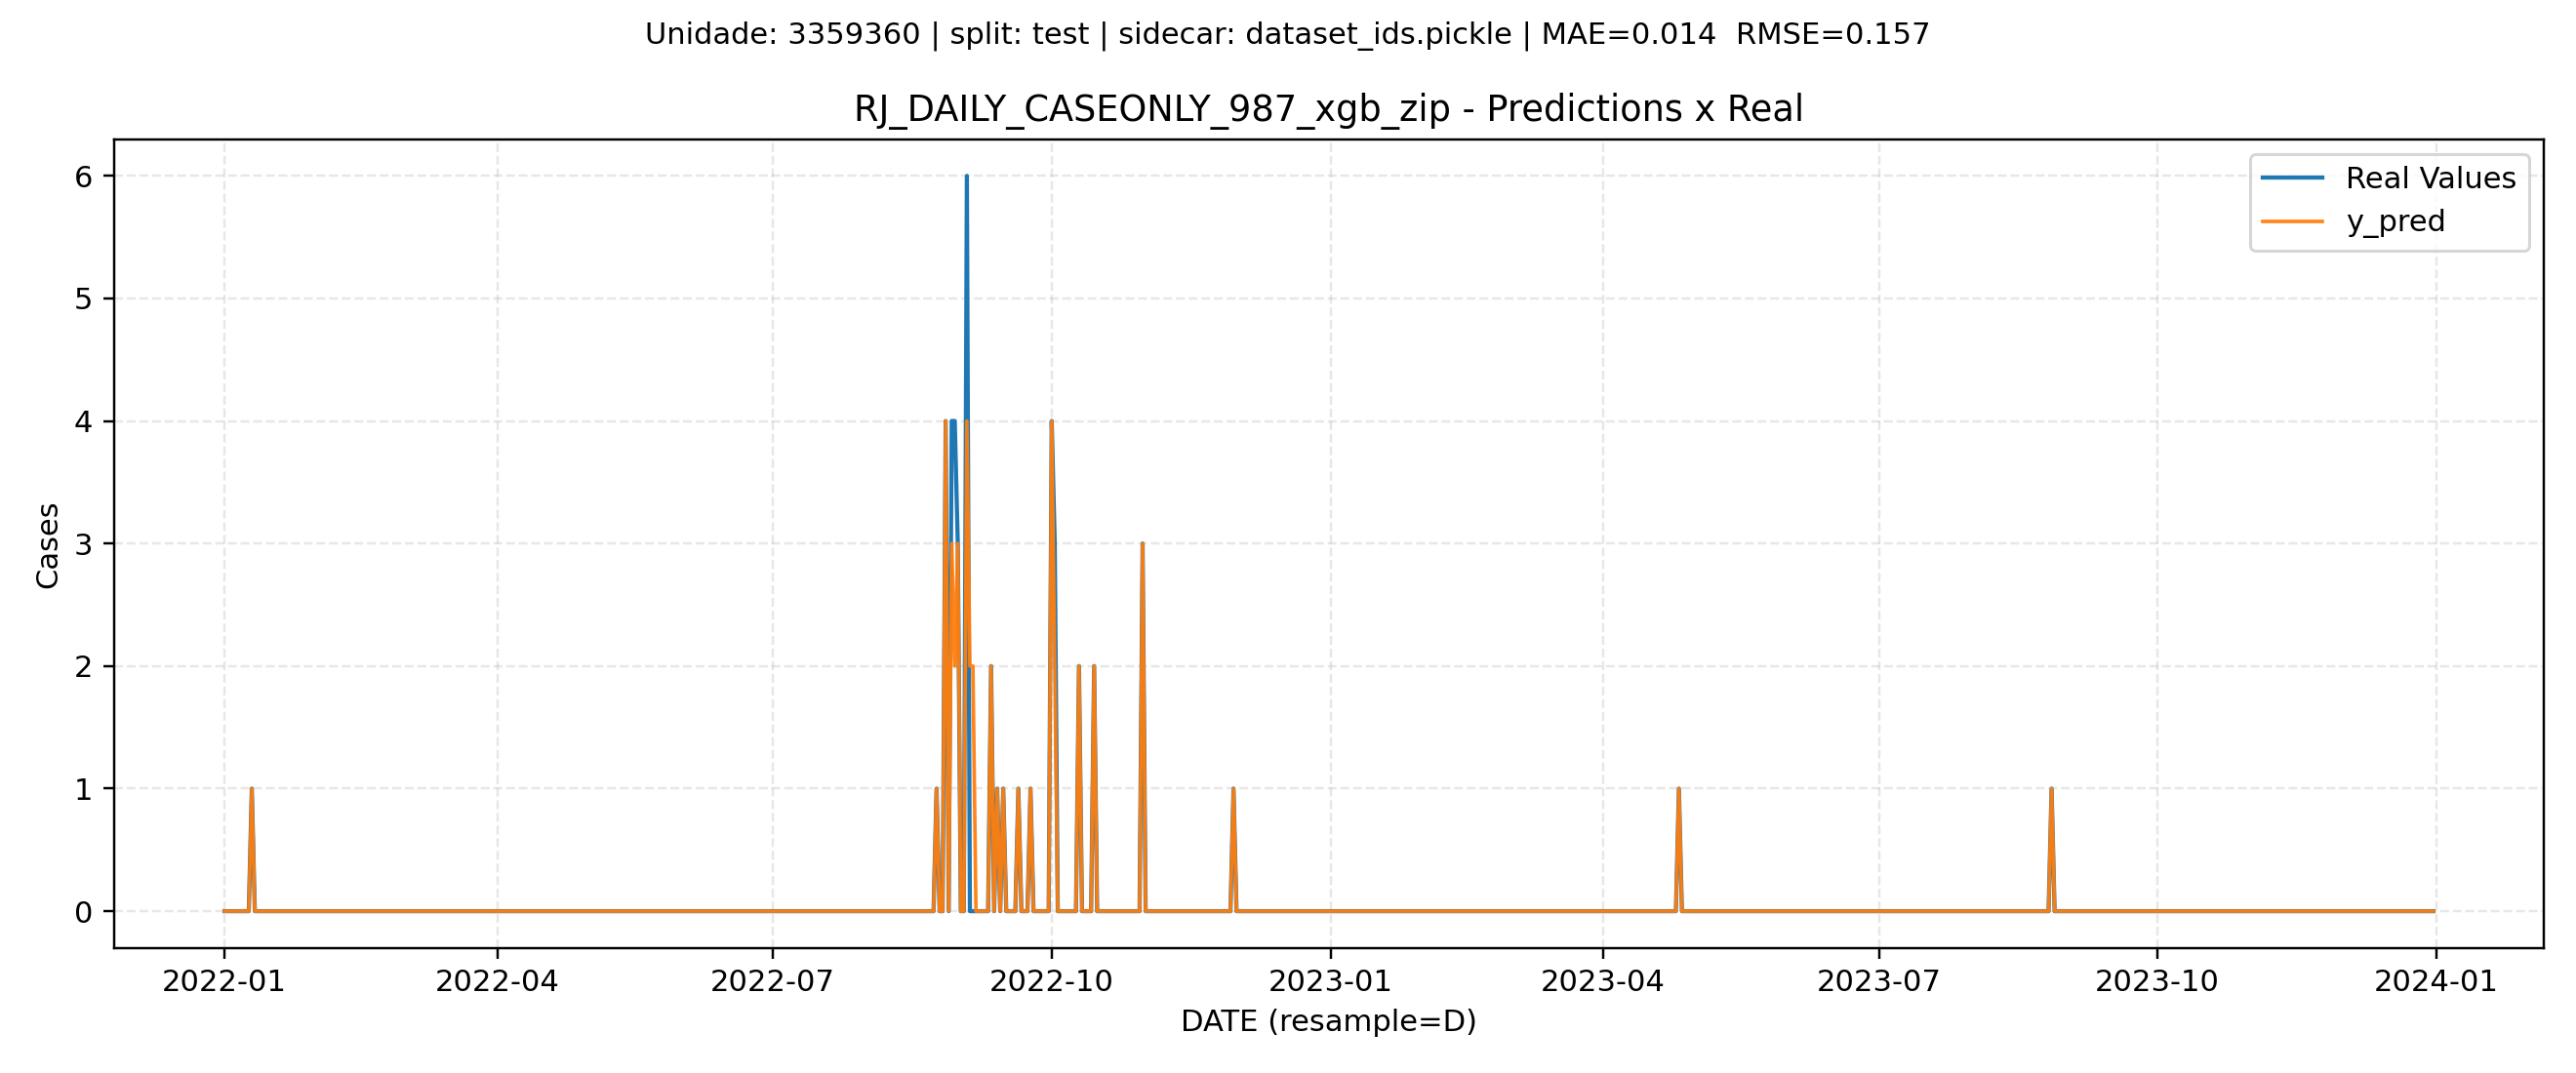 Unidade: 3359360 | split: test | sidecar: dataset_ids.pickle | MAE=0.014  RMSE=0.157
RJ_DAILY_CASEONLY_987_xgb_zip - Predictions x Real
Real Values
y_pred
6
5
4
3
2
1
0
Cases
2022-01
2022-04
2022-07
2022-10
2023-01
2023-04
2023-07
2023-10
2024-01
DATE (resample=D)